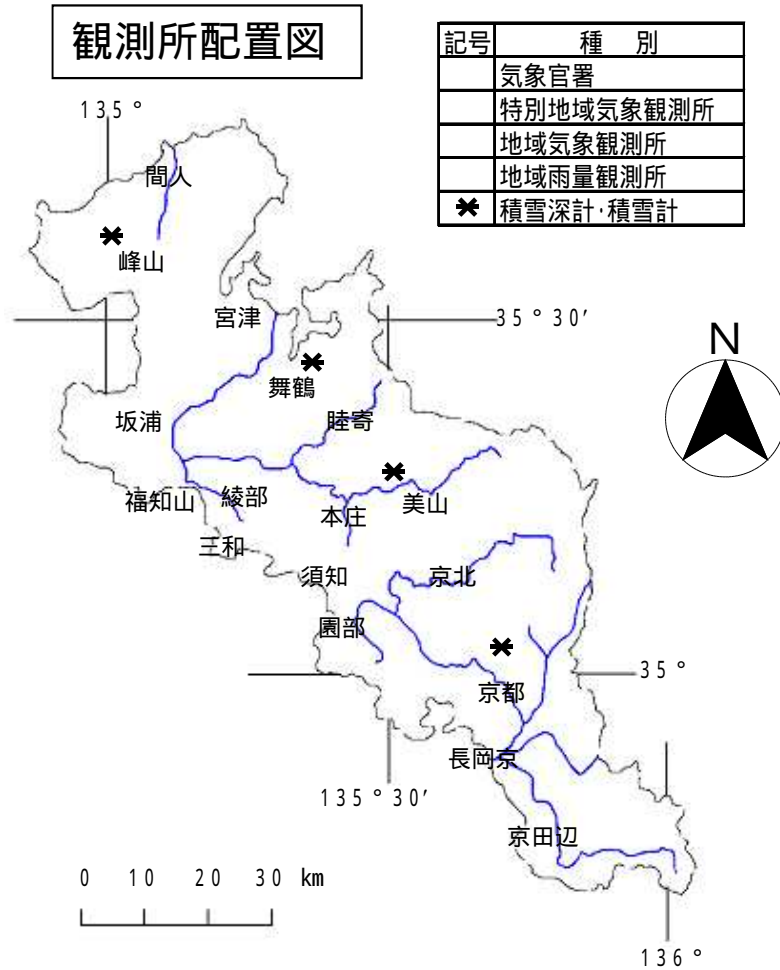 観測所配置図
記号 種 別
気象官署
特別地域気象観測所
地域気象観測所
地域雨量観測所
積雪深計・積雪計
135°
間人
峰山
宮津
35°30′
舞鶴
N
坂浦
睦寄
福知山
綾部
本庄
美山
三和
須知
京北
園部
京都
35°
長岡京
135°30′
京田辺
0 10 20 30 km
136°